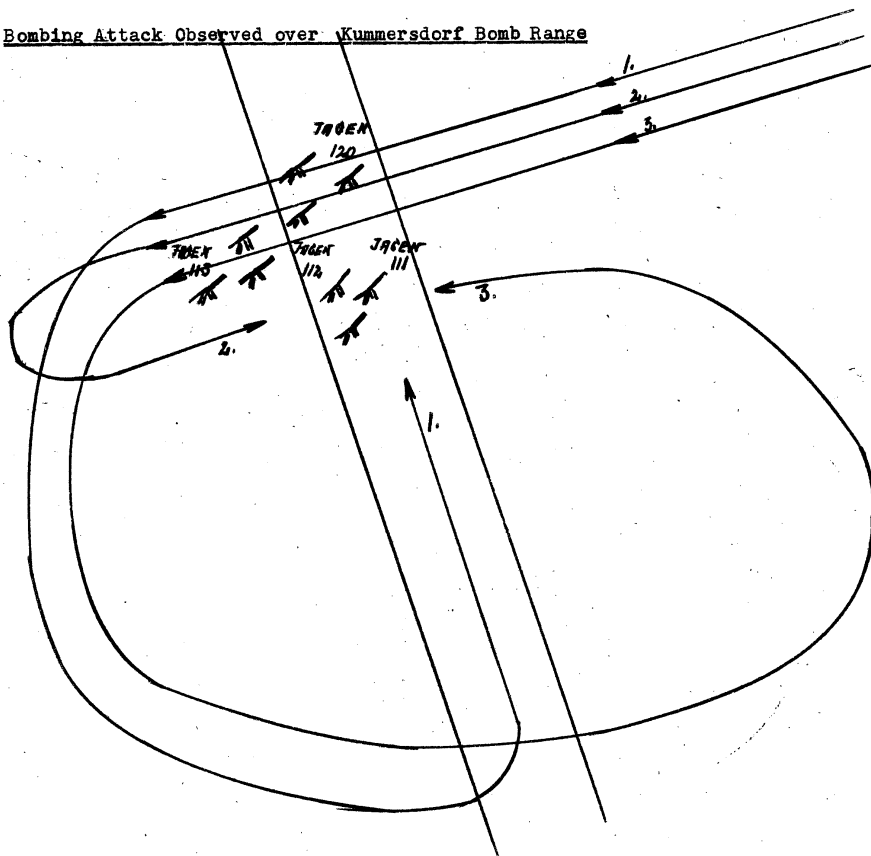 Bombing Attack Observed over Kummersdorf Bomb Range
1.
2.
3.
JAGEN
120
JAGEN
115
JAGEN
112
JAGEN
111
3.
2.
1.